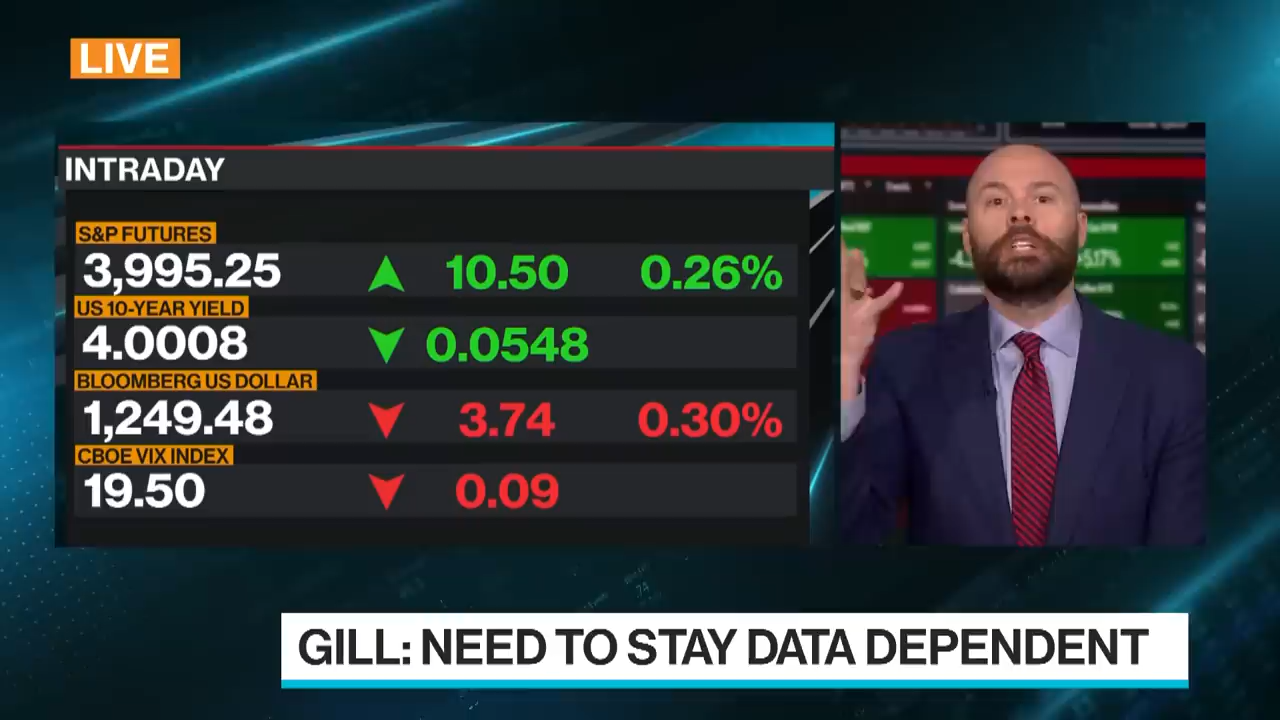 LIVE
INTRADAY
S&P FUTURES
3,995.25 ▲ 10.50 0.26%
US 10-YEAR YIELD
4.0008 ▼ 0.0548
BLOOMBERG US DOLLAR
1,249.48 ▼ 3.74 0.30%
CBOE VIX INDEX
19.50 ▼ 0.09
GILL: NEED TO STAY DATA DEPENDENT